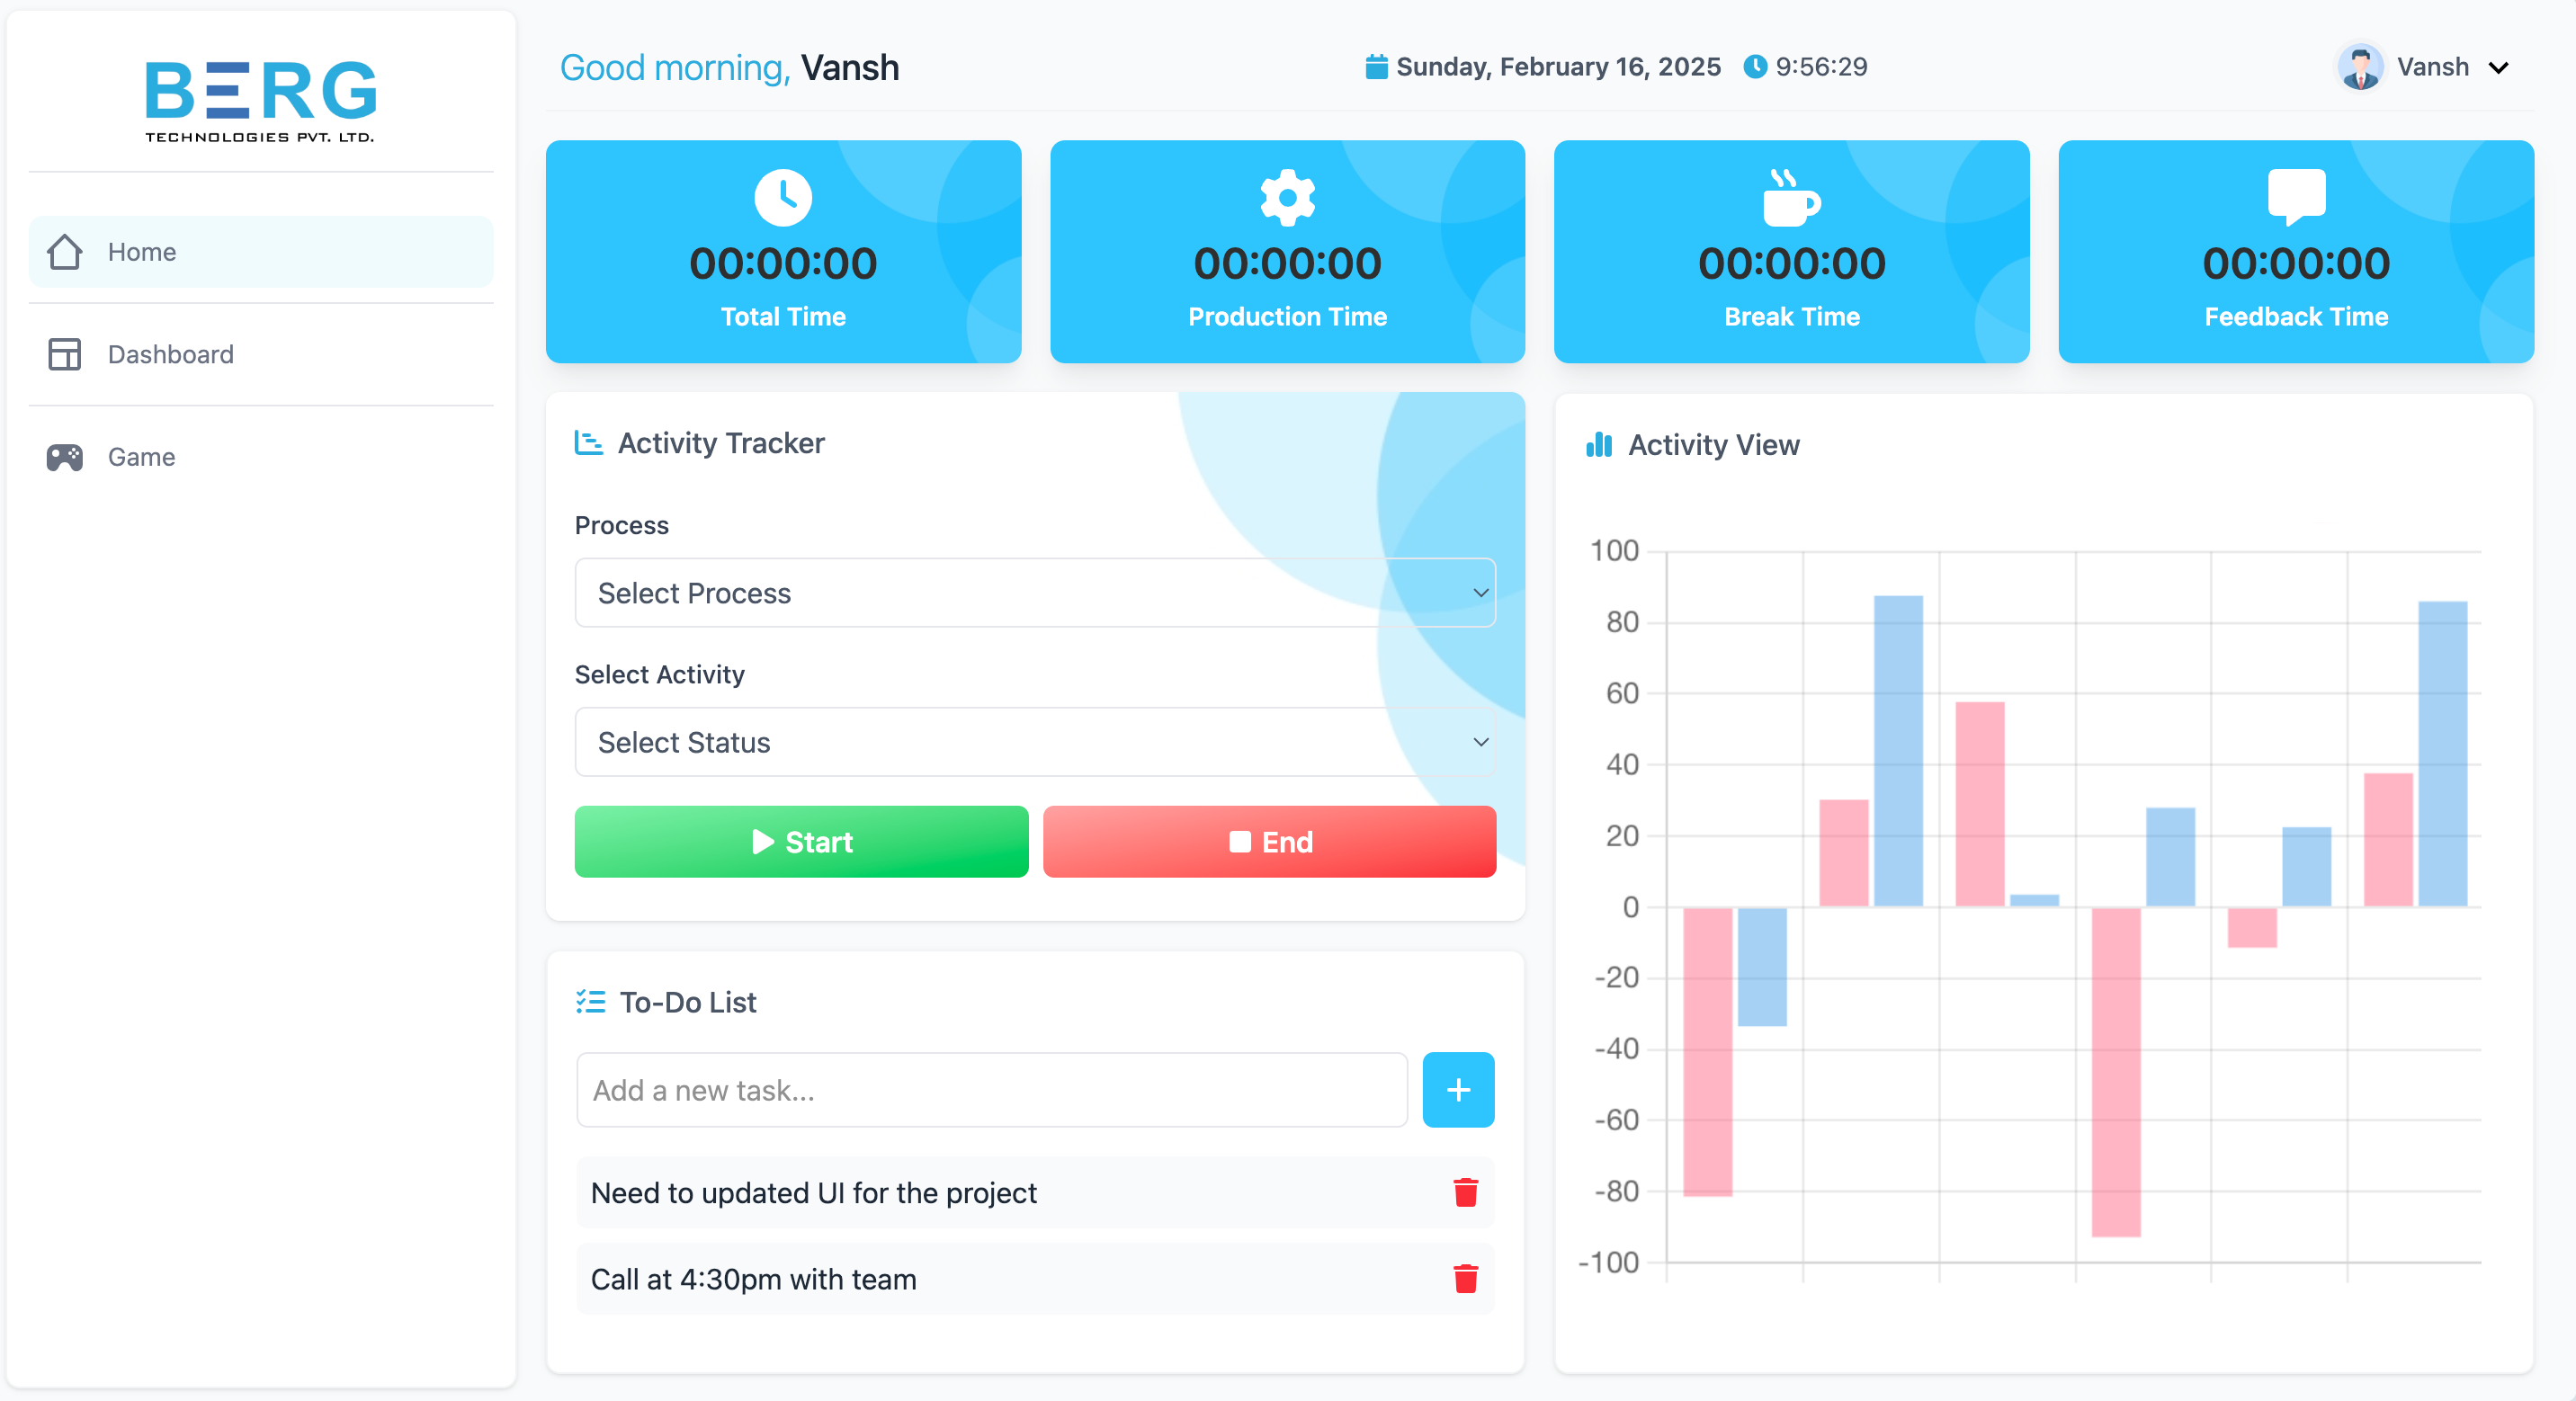 BERG
TECHNOLOGIES PVT. LTD.
Home
Dashboard
Game
Good morning, Vansh
Sunday, February 16, 2025 9:56:29
Vansh
00:00:00
Total Time
00:00:00
Production Time
00:00:00
Break Time
00:00:00
Feedback Time
Activity Tracker
Process
Select Process
Select Activity
Select Status
Start
End
To-Do List
Add a new task...
+
Need to updated UI for the project
Call at 4:30pm with team
Activity View
100
80
60
40
20
0
-20
-40
-60
-80
-100